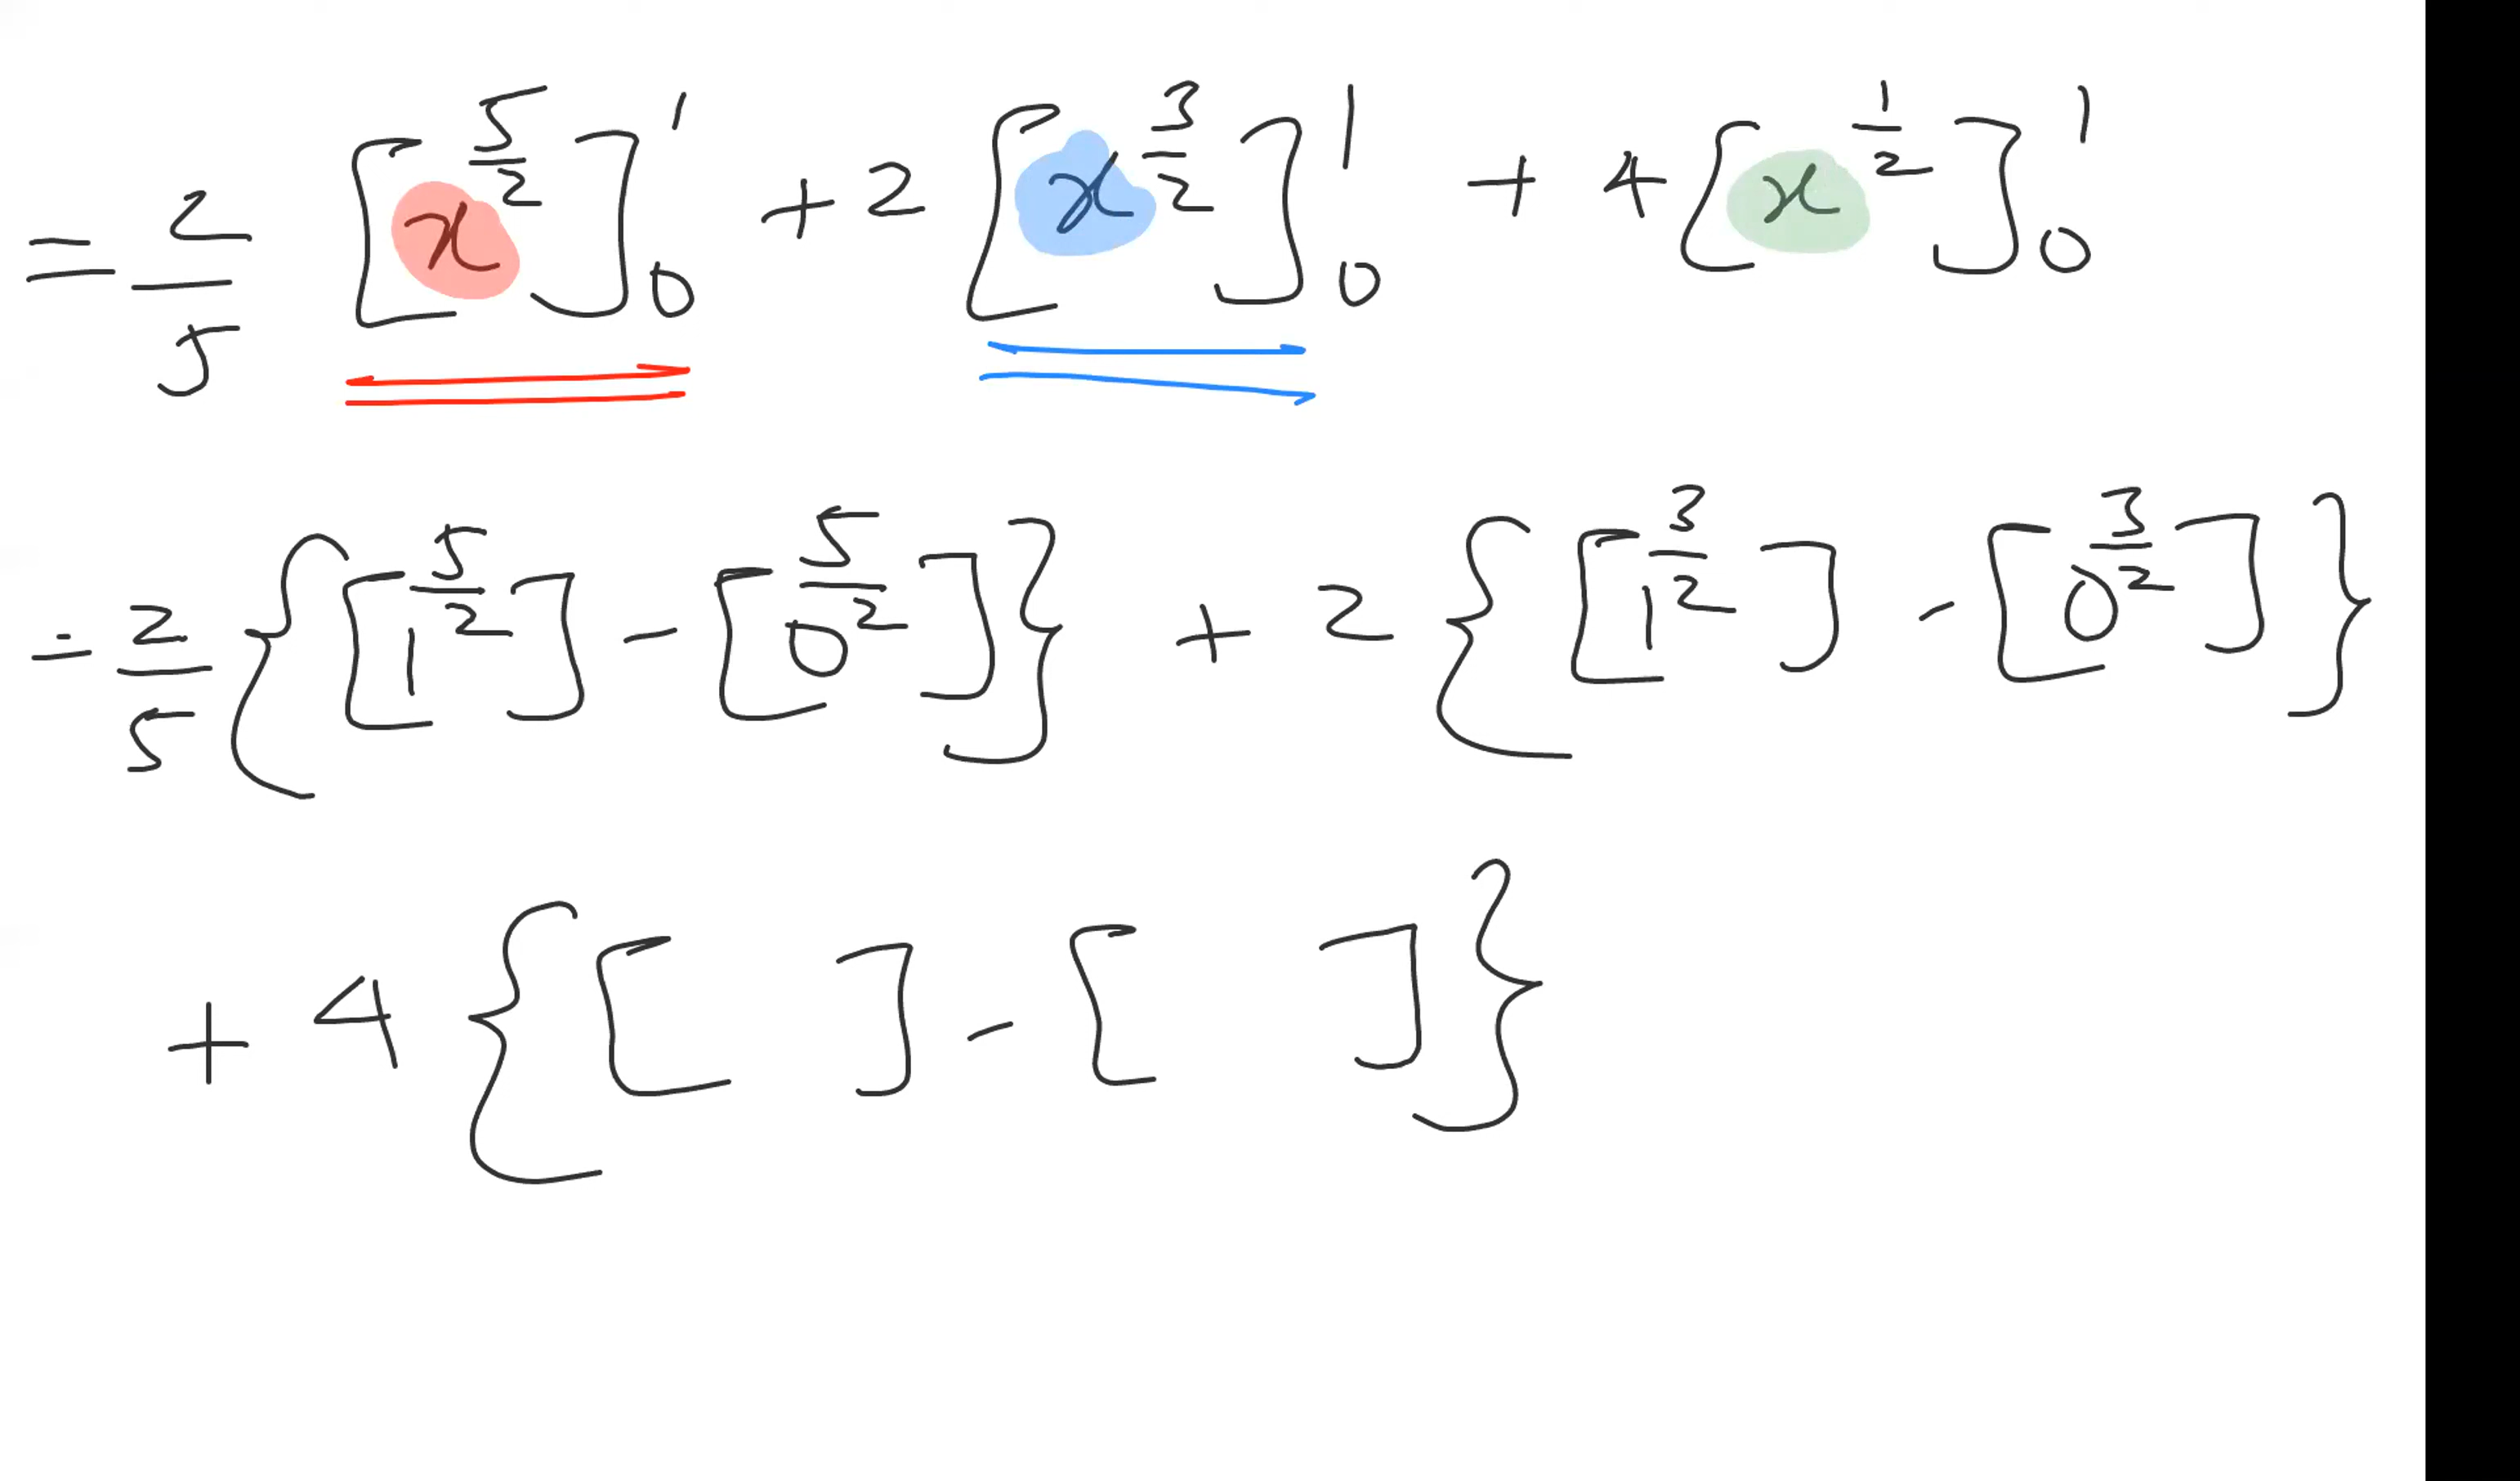 = 2/5 [x^(5/2)]_0^1 + 2 [x^(3/2)]_0^1 + 4 [x^(1/2)]_0^1
= 2/5 {[1^(5/2)] - [0^(5/2)]} + 2 {[1^(3/2)] - [0^(3/2)]}
+ 4 {[ ] - [ ]}